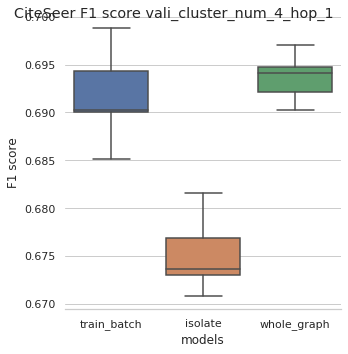 CiteSeer F1 score vali_cluster_num_4_hop_1
0.700
0.695
0.690
0.685
0.680
0.675
0.670
F1 score
train_batch isolate whole_graph
models